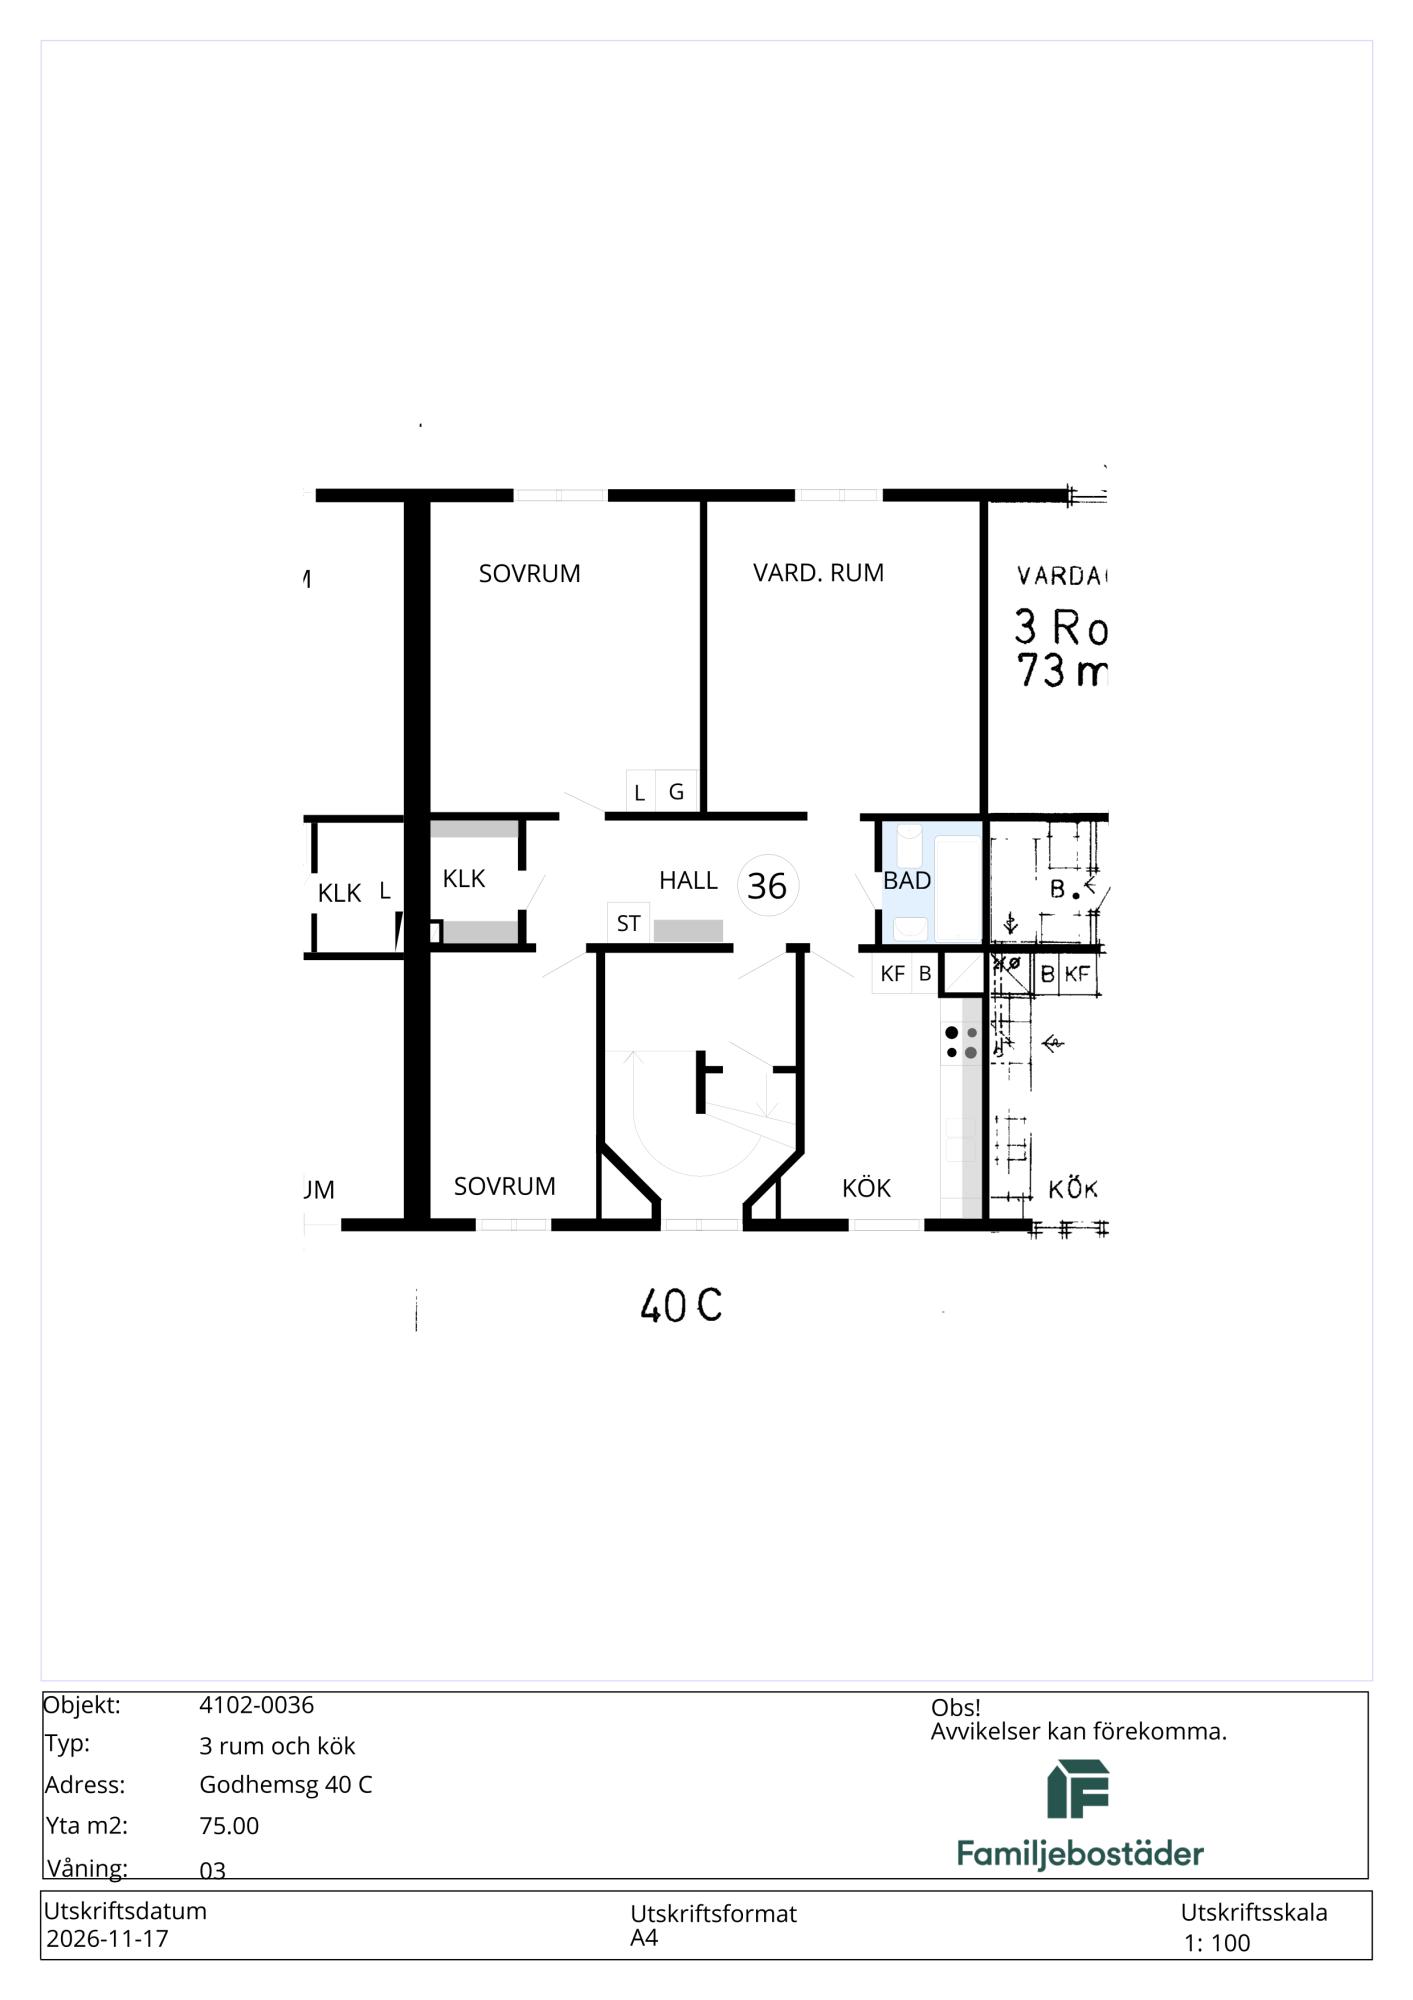 SOVRUM
VARD. RUM
VARDA
3 Ro
73 m
L G
KLK L
KLK
HALL
36
BAD
B
ST
KF B
B KF
SOVRUM
KÖK
UM
KÖK
40 C
Objekt: 4102-0036
Typ: 3 rum och kök
Adress: Godhemsg 40 C
Yta m2: 75.00
Våning: 03
Obs!
Avvikelser kan förekomma.
Familjebostäder
Utskriftsdatum
2026-11-17
Utskriftsformat
A4
Utskriftsskala
1: 100